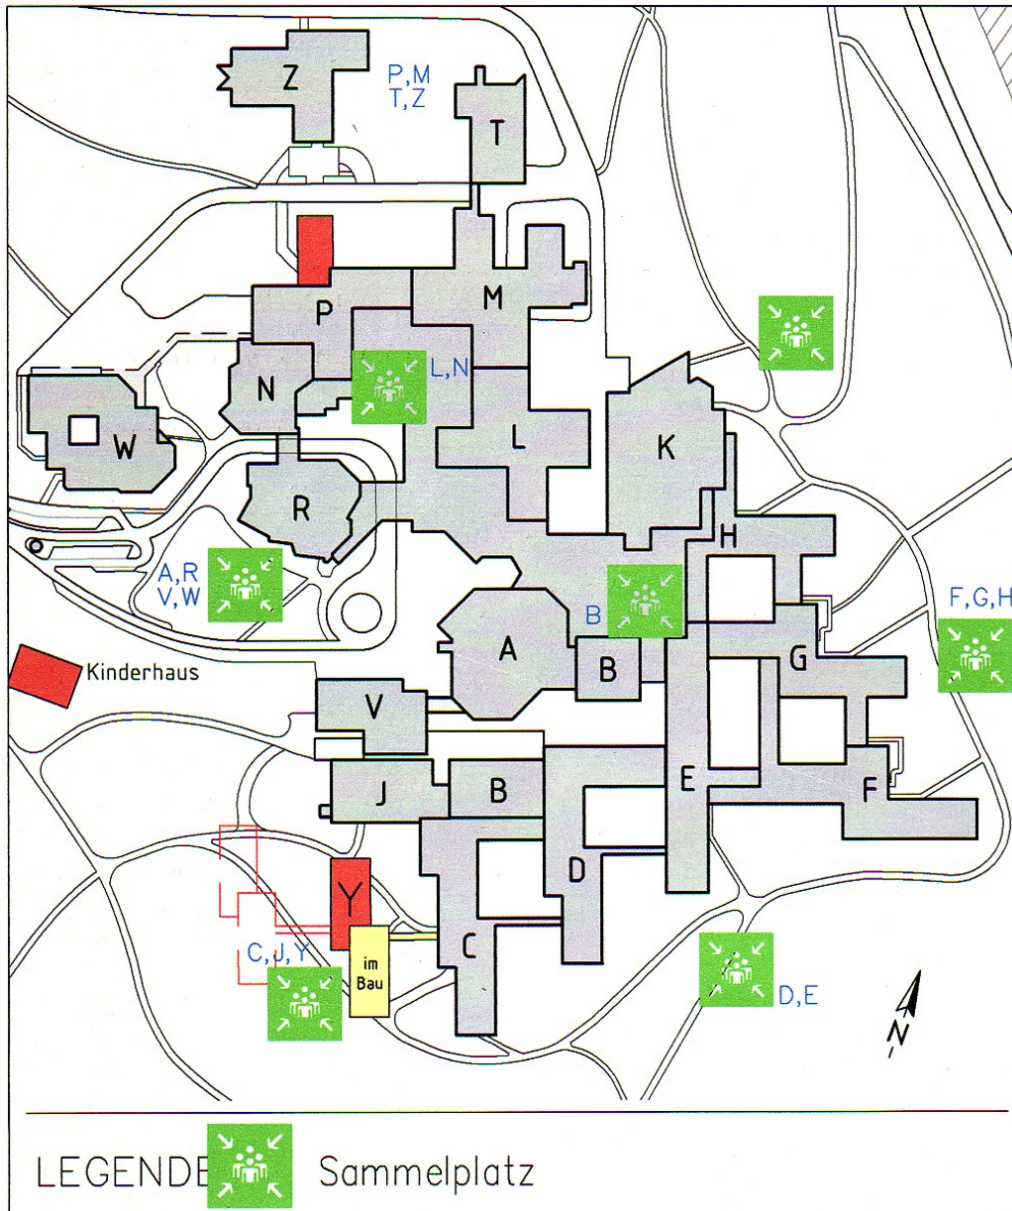 Z
P,M
T,Z
T
P
M
N
L,N
W
L
K
R
H
A,R
V,W
B
F,G,H
A
B
G
Kinderhaus
V
J
B
E
F
D
Y
C,J,Y
C
im
Bau
D,E
N
LEGENDE
Sammelplatz